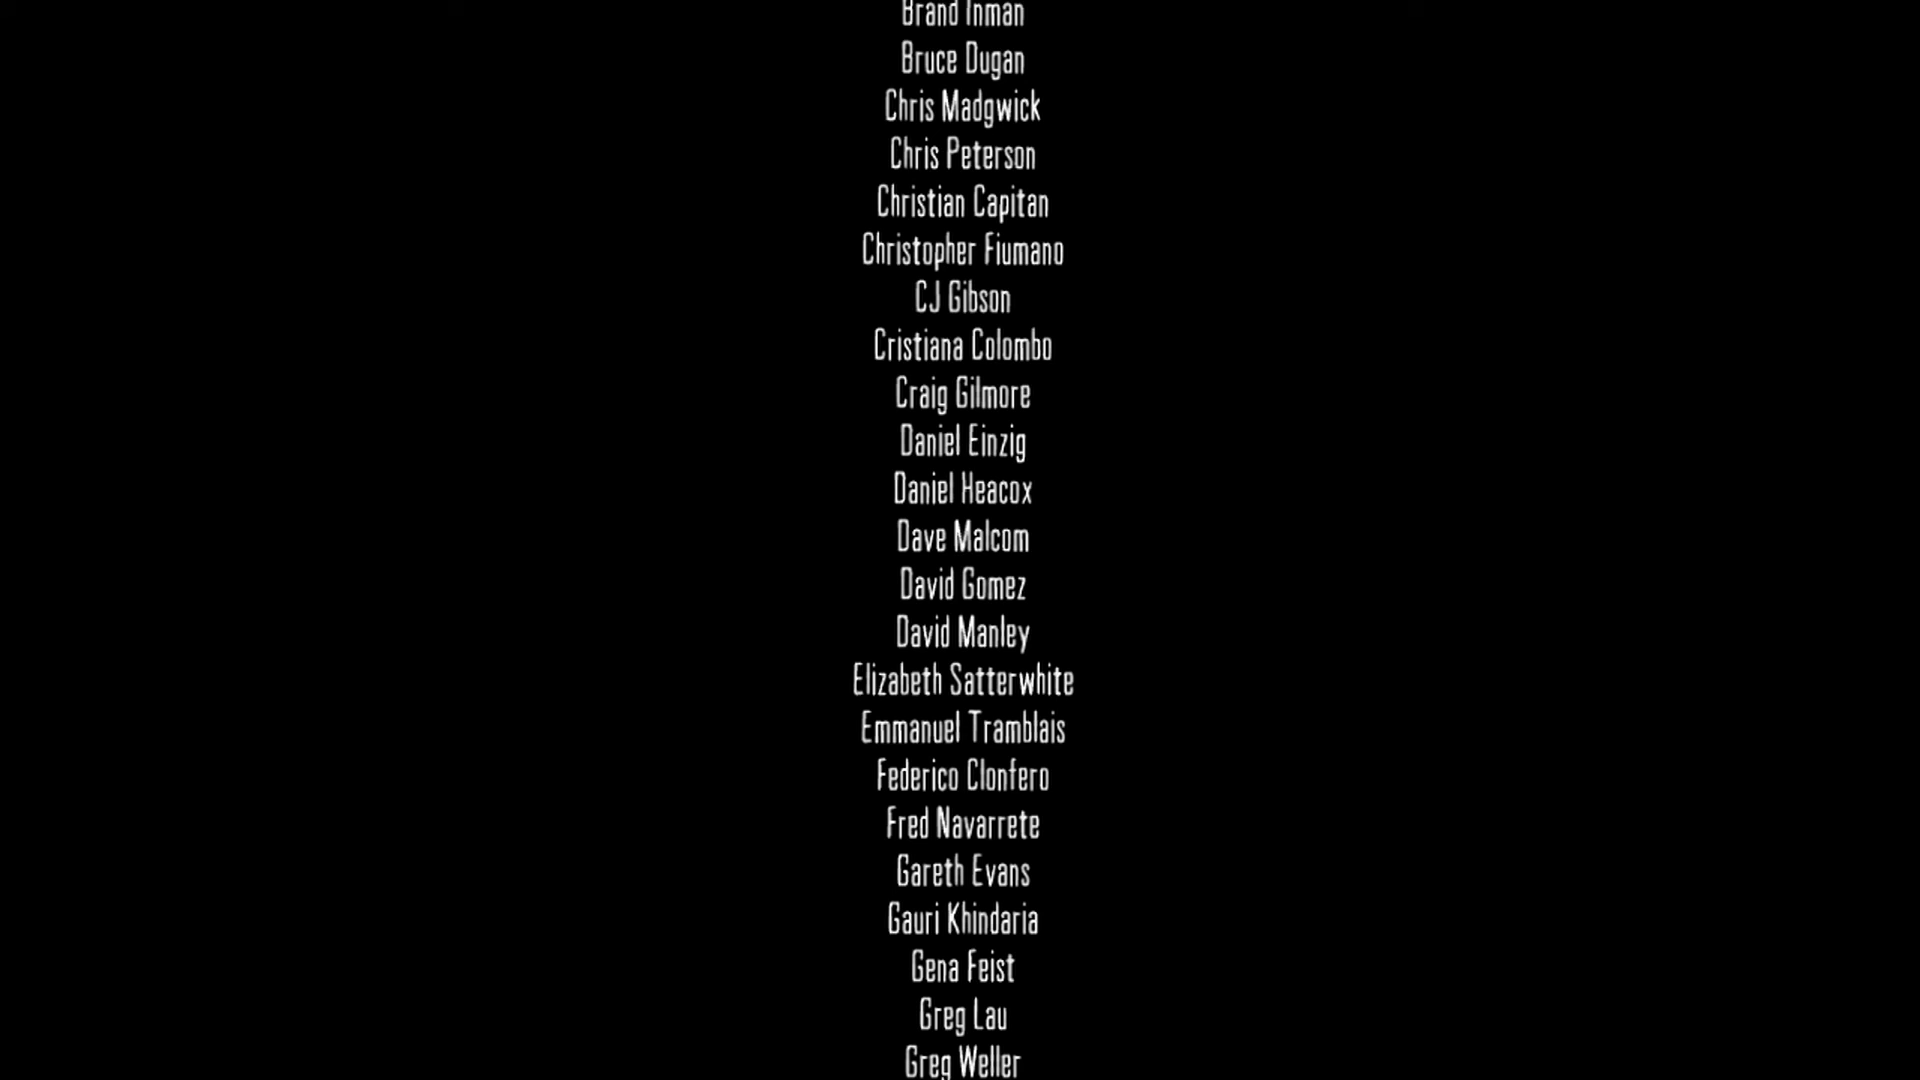 Brand Inman
Bruce Dugan
Chris Madgwick
Chris Peterson
Christian Capitan
Christopher Fiumano
CJ Gibson
Cristiana Colombo
Craig Gilmore
Daniel Einzig
Daniel Heacox
Dave Malcom
David Gomez
David Manley
Elizabeth Satterwhite
Emmanuel Tramblais
Federico Clonfero
Fred Navarrete
Gareth Evans
Gauri Khindaria
Gena Feist
Greg Lau
Greg Weller